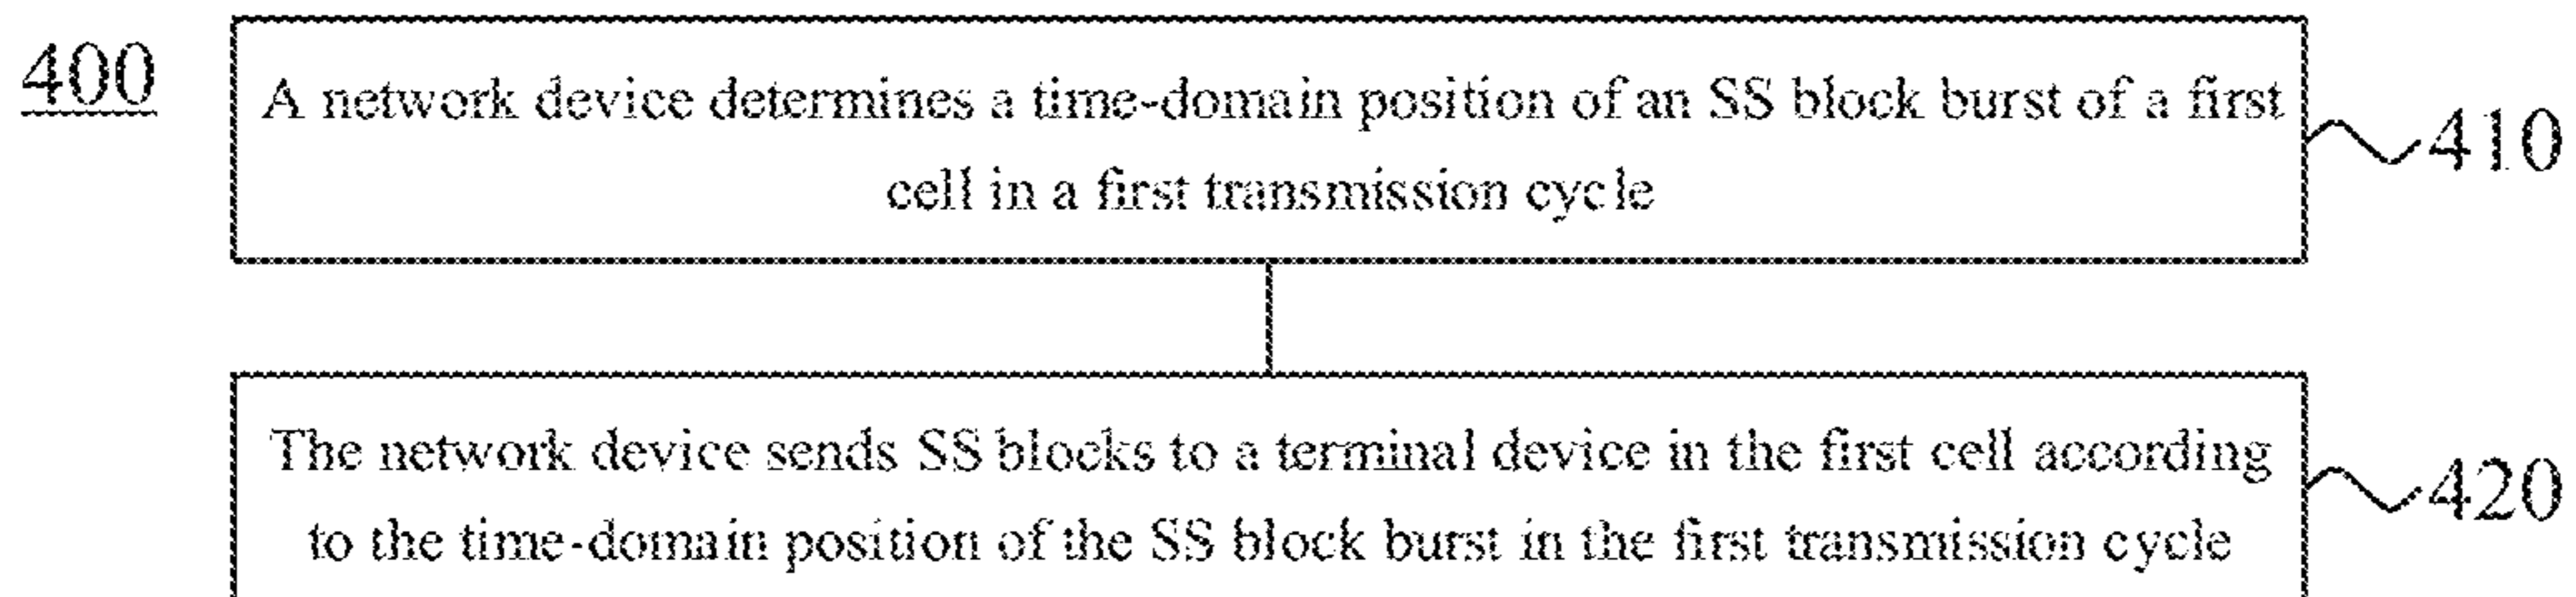 400
A network device determines a time-domain position of an SS block burst of a first
cell in a first transmission cycle
410
The network device sends SS blocks to a terminal device in the first cell according
to the time-domain position of the SS block burst in the first transmission cycle
420